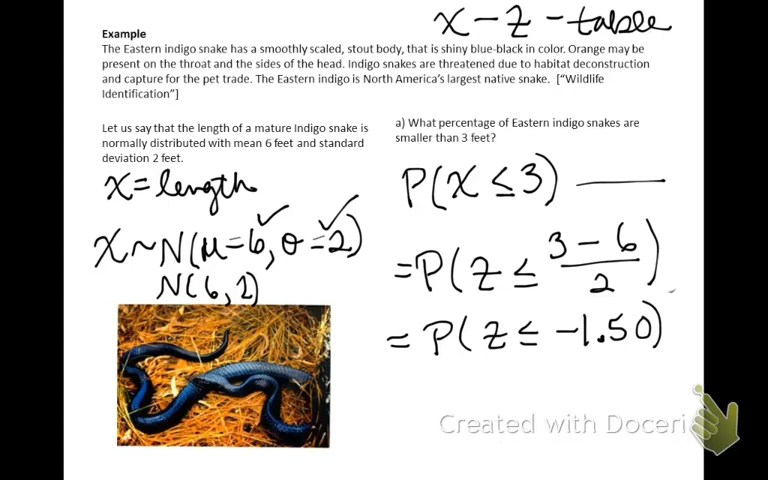 X – Z – table
Example
The Eastern indigo snake has a smoothly scaled, stout body, that is shiny blue-black in color. Orange may be
present on the throat and the sides of the head. Indigo snakes are threatened due to habitat deconstruction
and capture for the pet trade. The Eastern indigo is North America's largest native snake. ["Wildlife
Identification"]
Let us say that the length of a mature Indigo snake is
normally distributed with mean 6 feet and standard
deviation 2 feet.
X = length
X ~ N(μ = 6, σ = 2)
N(6, 2)
a) What percentage of Eastern indigo snakes are
smaller than 3 feet?
P(X ≤ 3)
= P(Z ≤ (3 – 6)/2)
= P(Z ≤ -1.50)
Created with Doceri